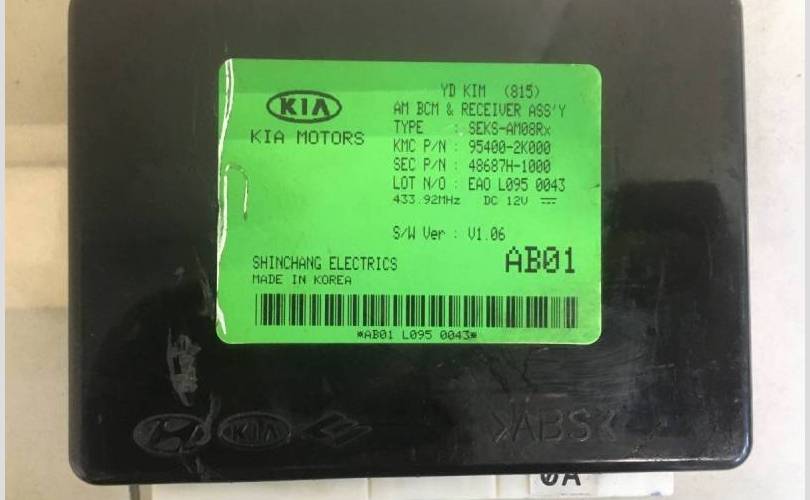 YD KIM (815)
KIA
AM BCM & RECEIVER ASS'Y
KIA MOTORS
TYPE : SEKS-AM08Rx
KMC P/N : 95400-2K000
SEC P/N : 48687H-1000
LOT N/O : EAO L095 0043
433.92MHz DC 12V
S/W Ver : V1.06
SHINCHANG ELECTRICS
AB01
MADE IN KOREA
*AB01 L095 0043*
KIA
>ABS<
0A